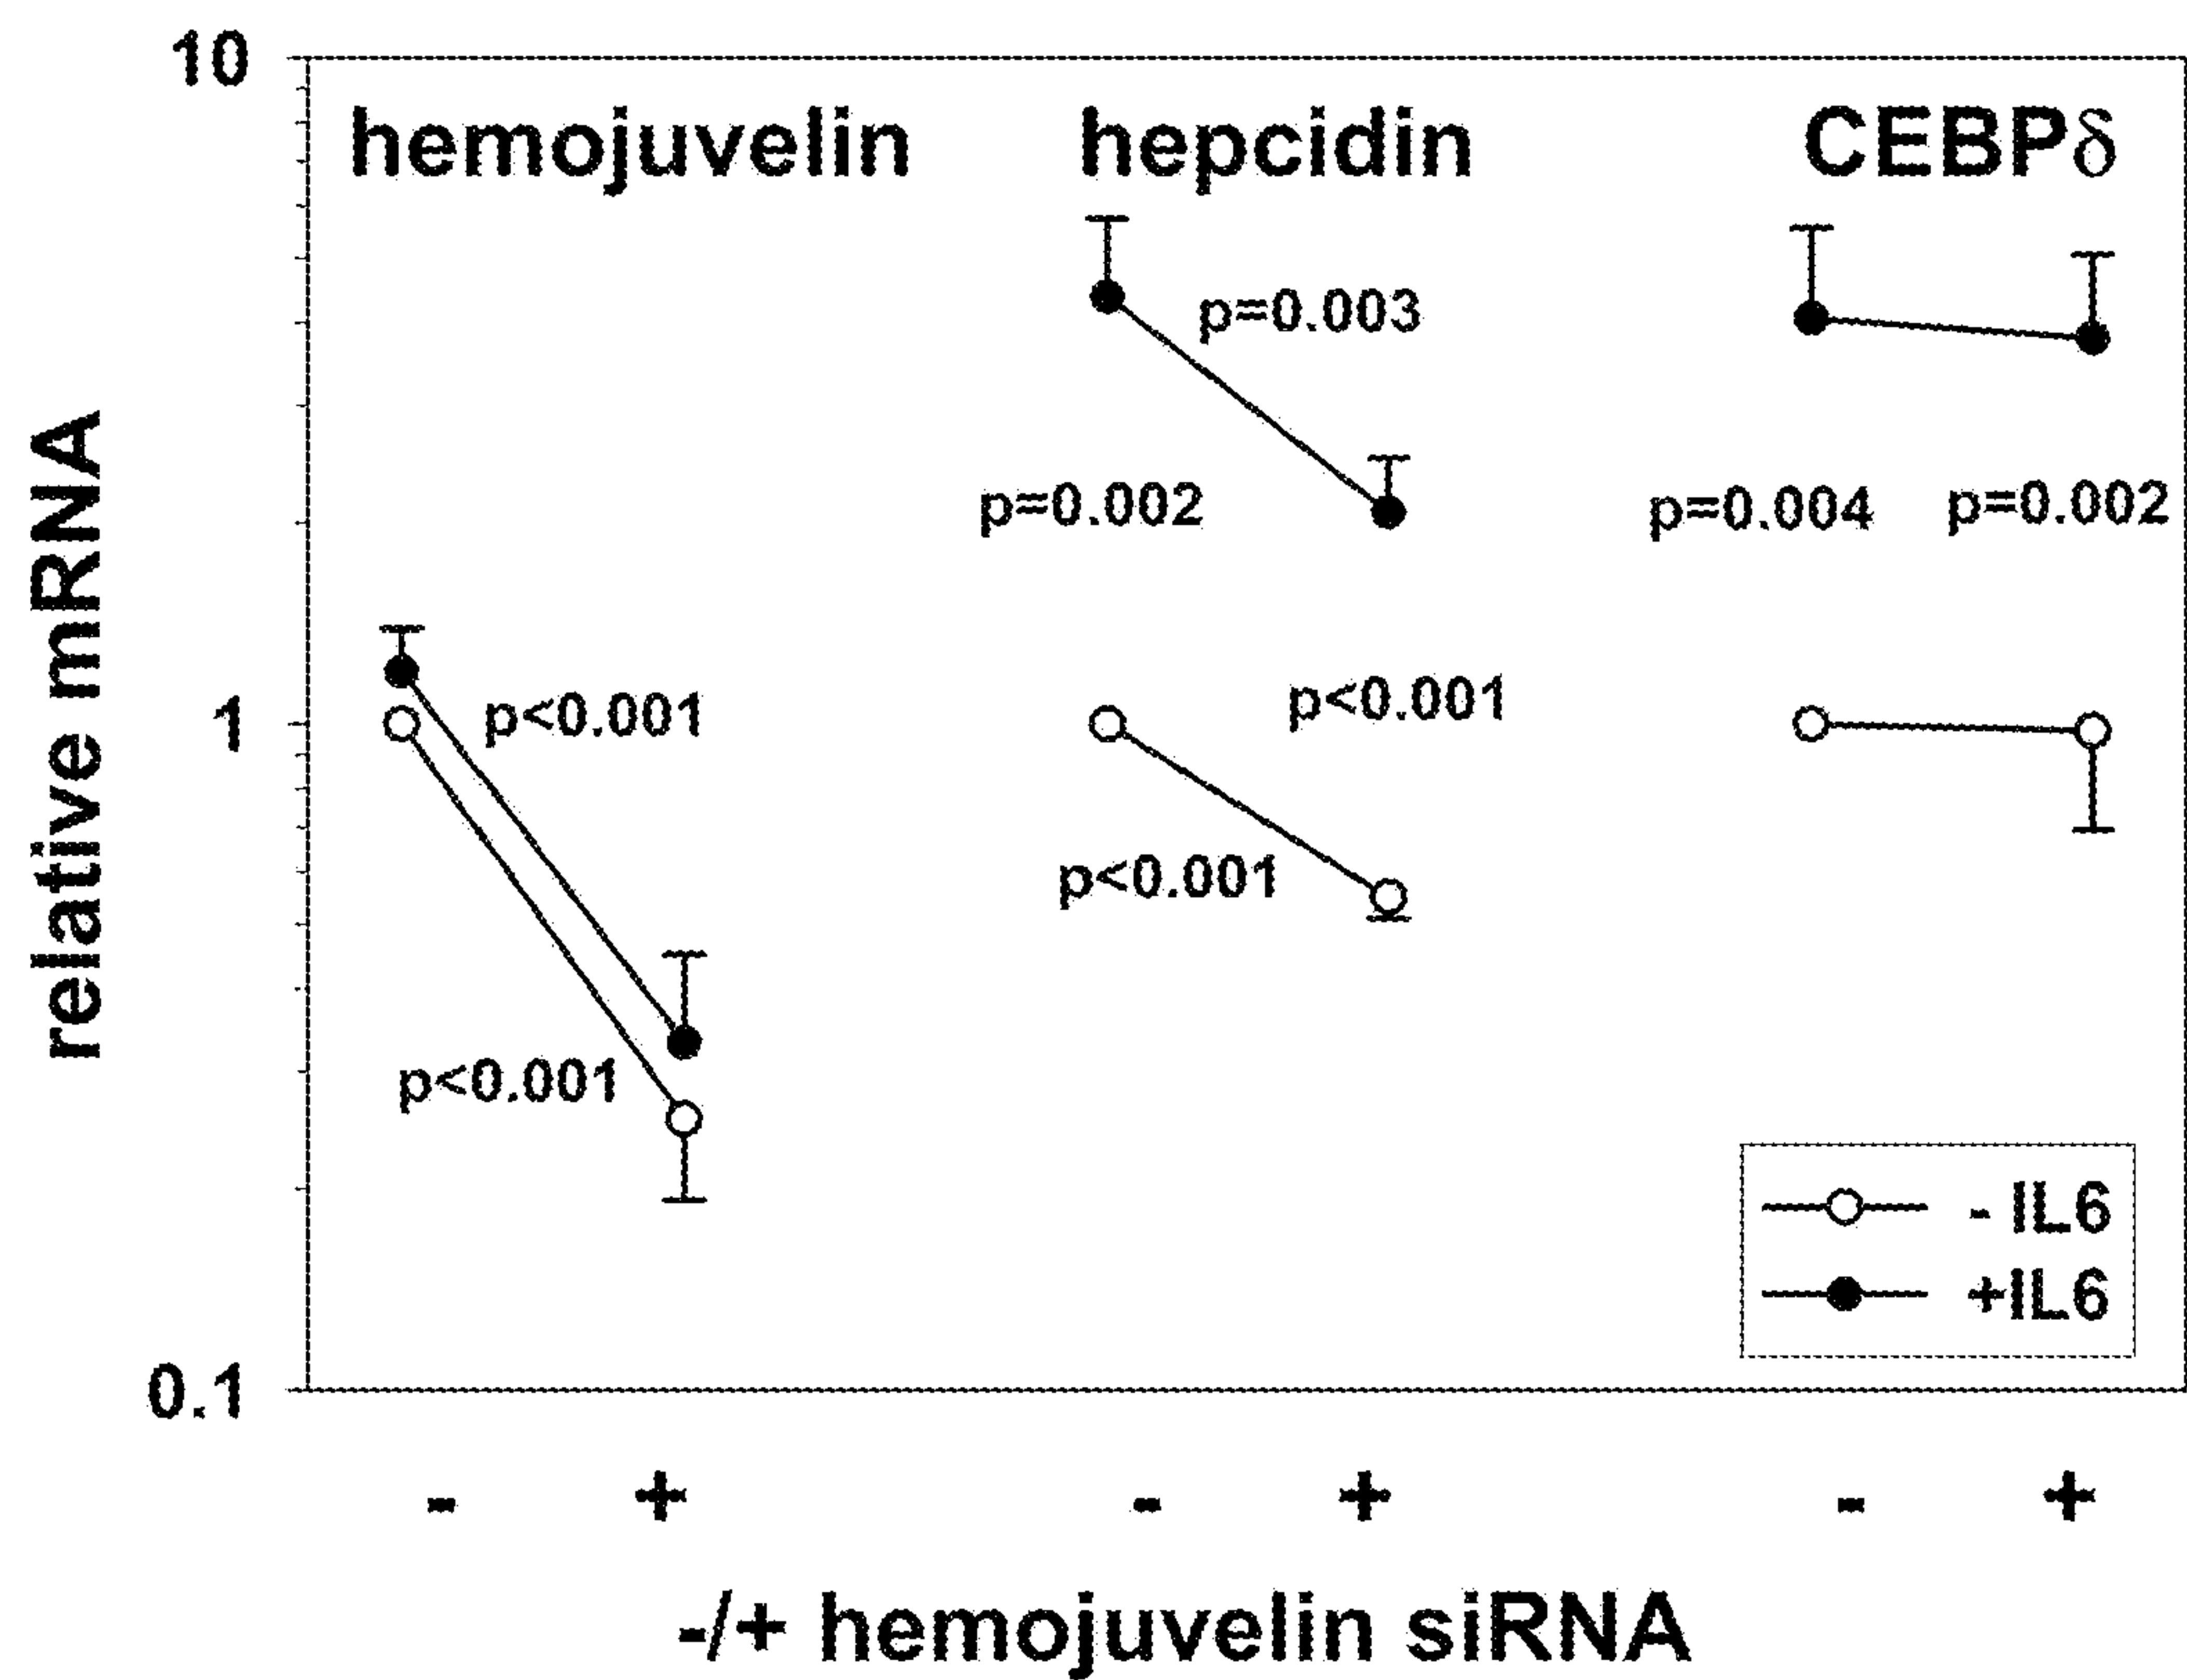 10
hemojuvelin hepcidin CEBPδ
p=0.003
p=0.002 p=0.004 p=0.002
relative mRNA
1
p<0.001 p<0.001
p<0.001
p<0.001
- IL6
+IL6
0.1
- + - + - +
-/+ hemojuvelin siRNA